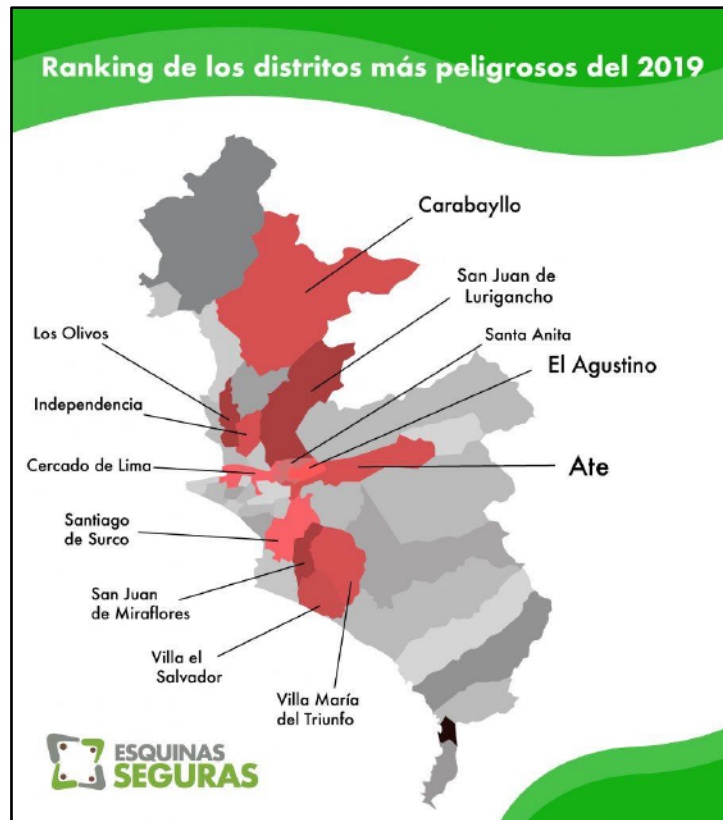 Ranking de los distritos más peligrosos del 2019
Carabayllo
San Juan de
Lurigancho
Los Olivos
Santa Anita
El Agustino
Independencia
Cercado de Lima
Ate
Santiago
de Surco
San Juan
de Miraflores
Villa el
Salvador
Villa María
del Triunfo
ESQUINAS
SEGURAS